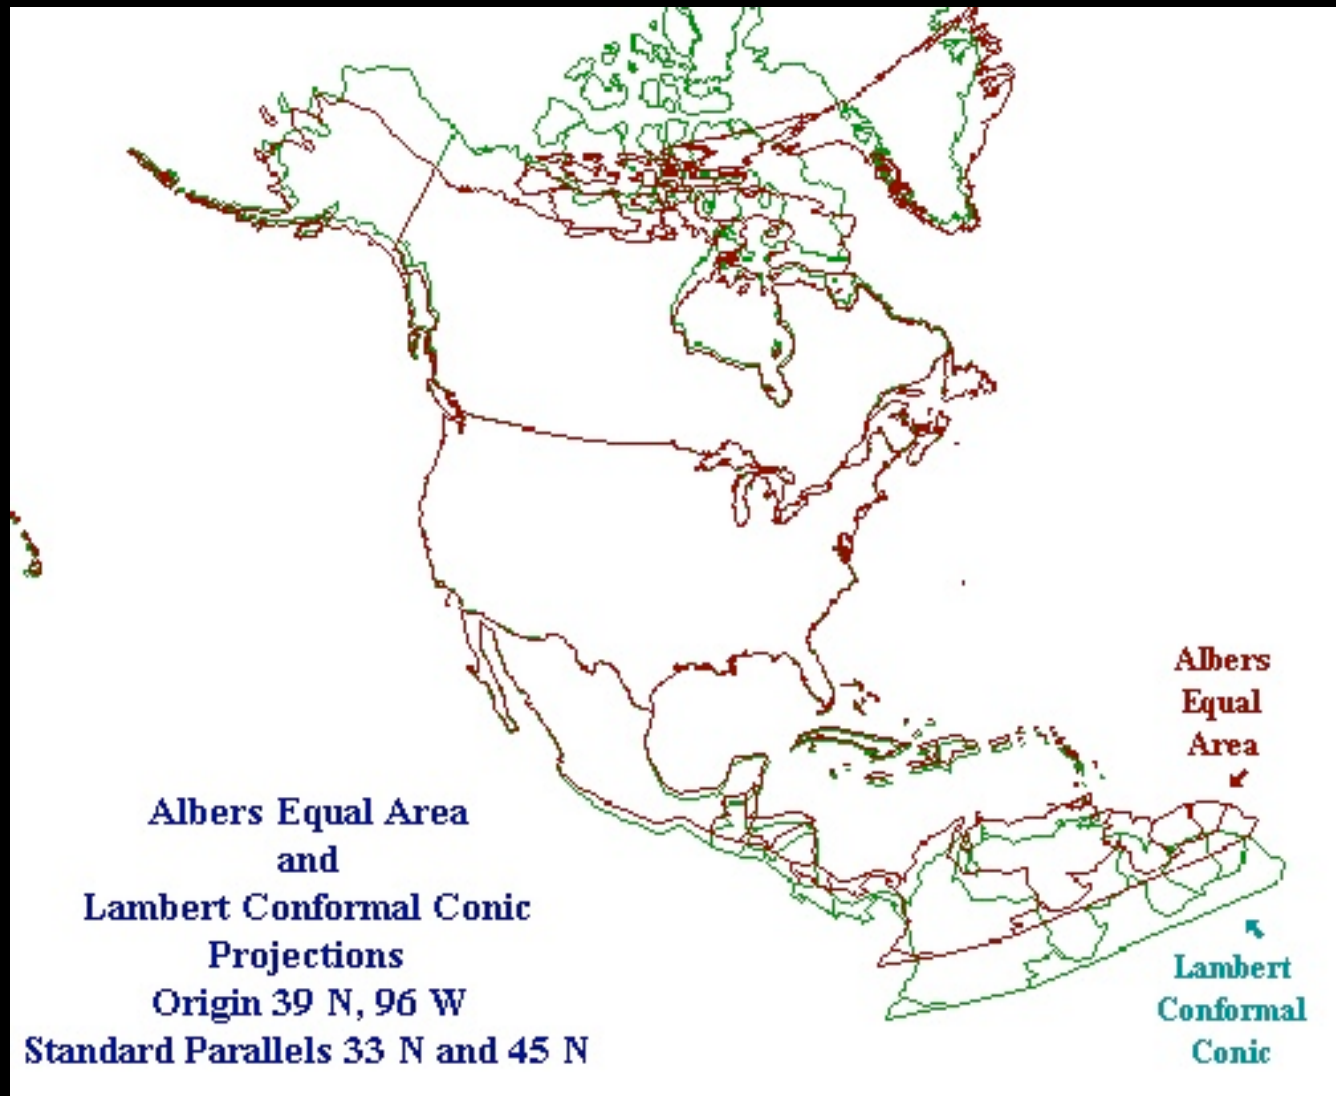 Albers
Equal
Area
Albers Equal Area
and
Lambert Conformal Conic
Projections
Origin 39 N, 96 W
Standard Parallels 33 N and 45 N
Lambert
Conformal
Conic